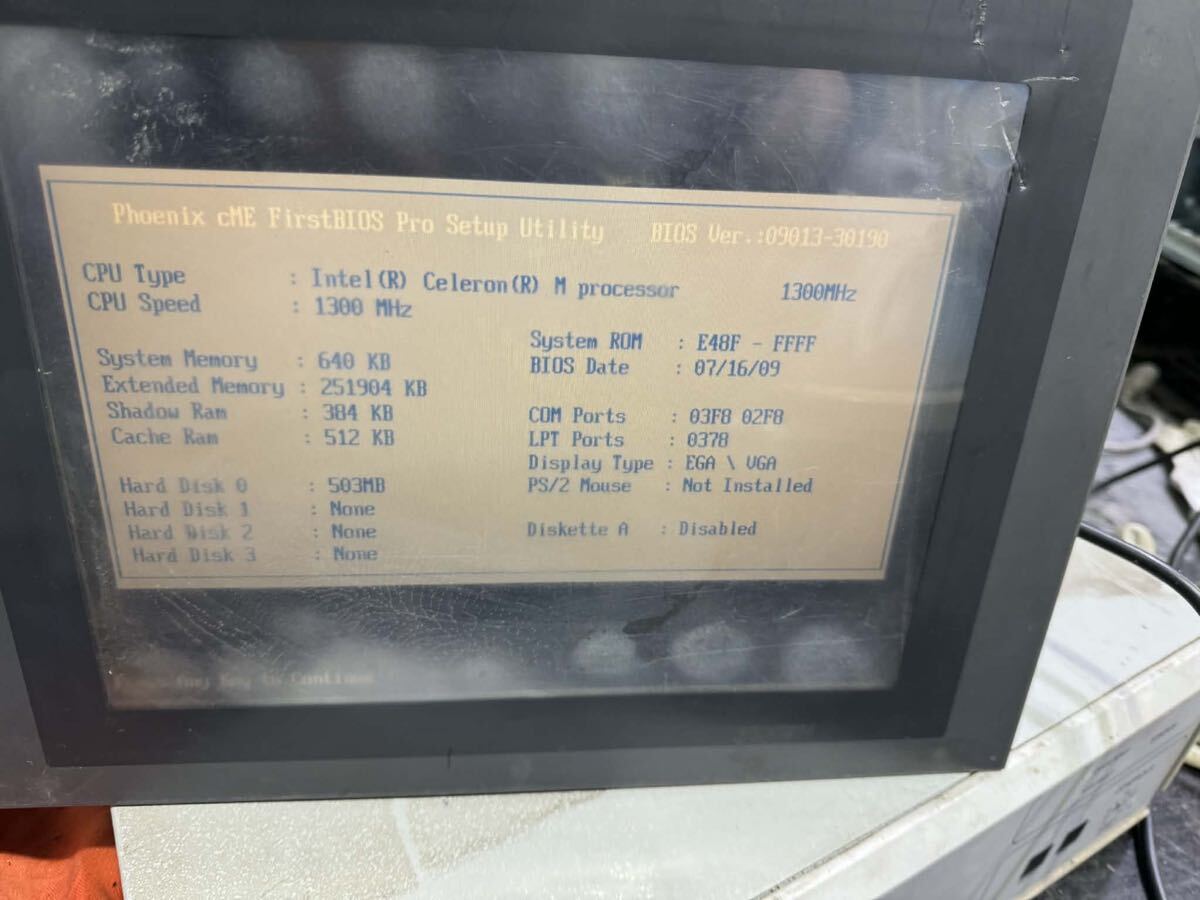 Phoenix cME FirstBIOS Pro Setup Utility BIOS Ver.:09013-30190
CPU Type : Intel(R) Celeron(R) M processor 1300MHz
CPU Speed : 1300 MHz
System Memory : 640 KB
Extended Memory : 251904 KB
Shadow Ram : 384 KB
Cache Ram : 512 KB
Hard Disk 0 : 503MB
Hard Disk 1 : None
Hard Disk 2 : None
Hard Disk 3 : None
System ROM : E48F - FFFF
BIOS Date : 07/16/09
COM Ports : 03F8 02F8
LPT Ports : 0378
Display Type : EGA \ VGA
PS/2 Mouse : Not Installed
Diskette A : Disabled
Key to Continue